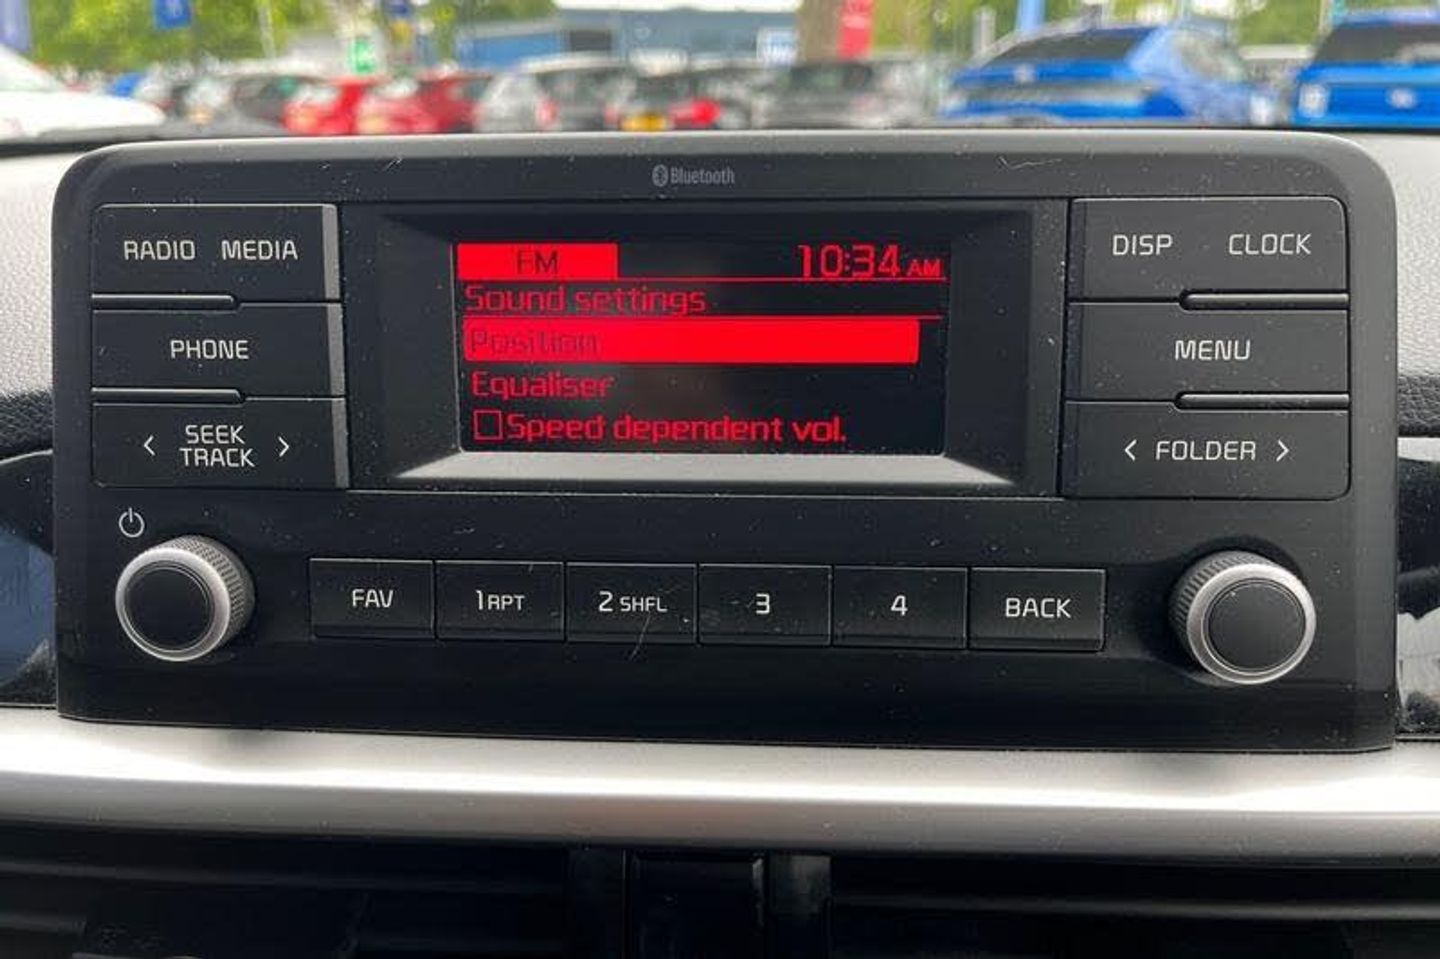 Bluetooth
RADIO MEDIA
PHONE
< SEEK TRACK >
FM 10:34 AM
Sound settings
Position
Equaliser
Speed dependent vol.
DISP CLOCK
MENU
< FOLDER >
FAV
1 RPT
2 SHFL
3
4
BACK